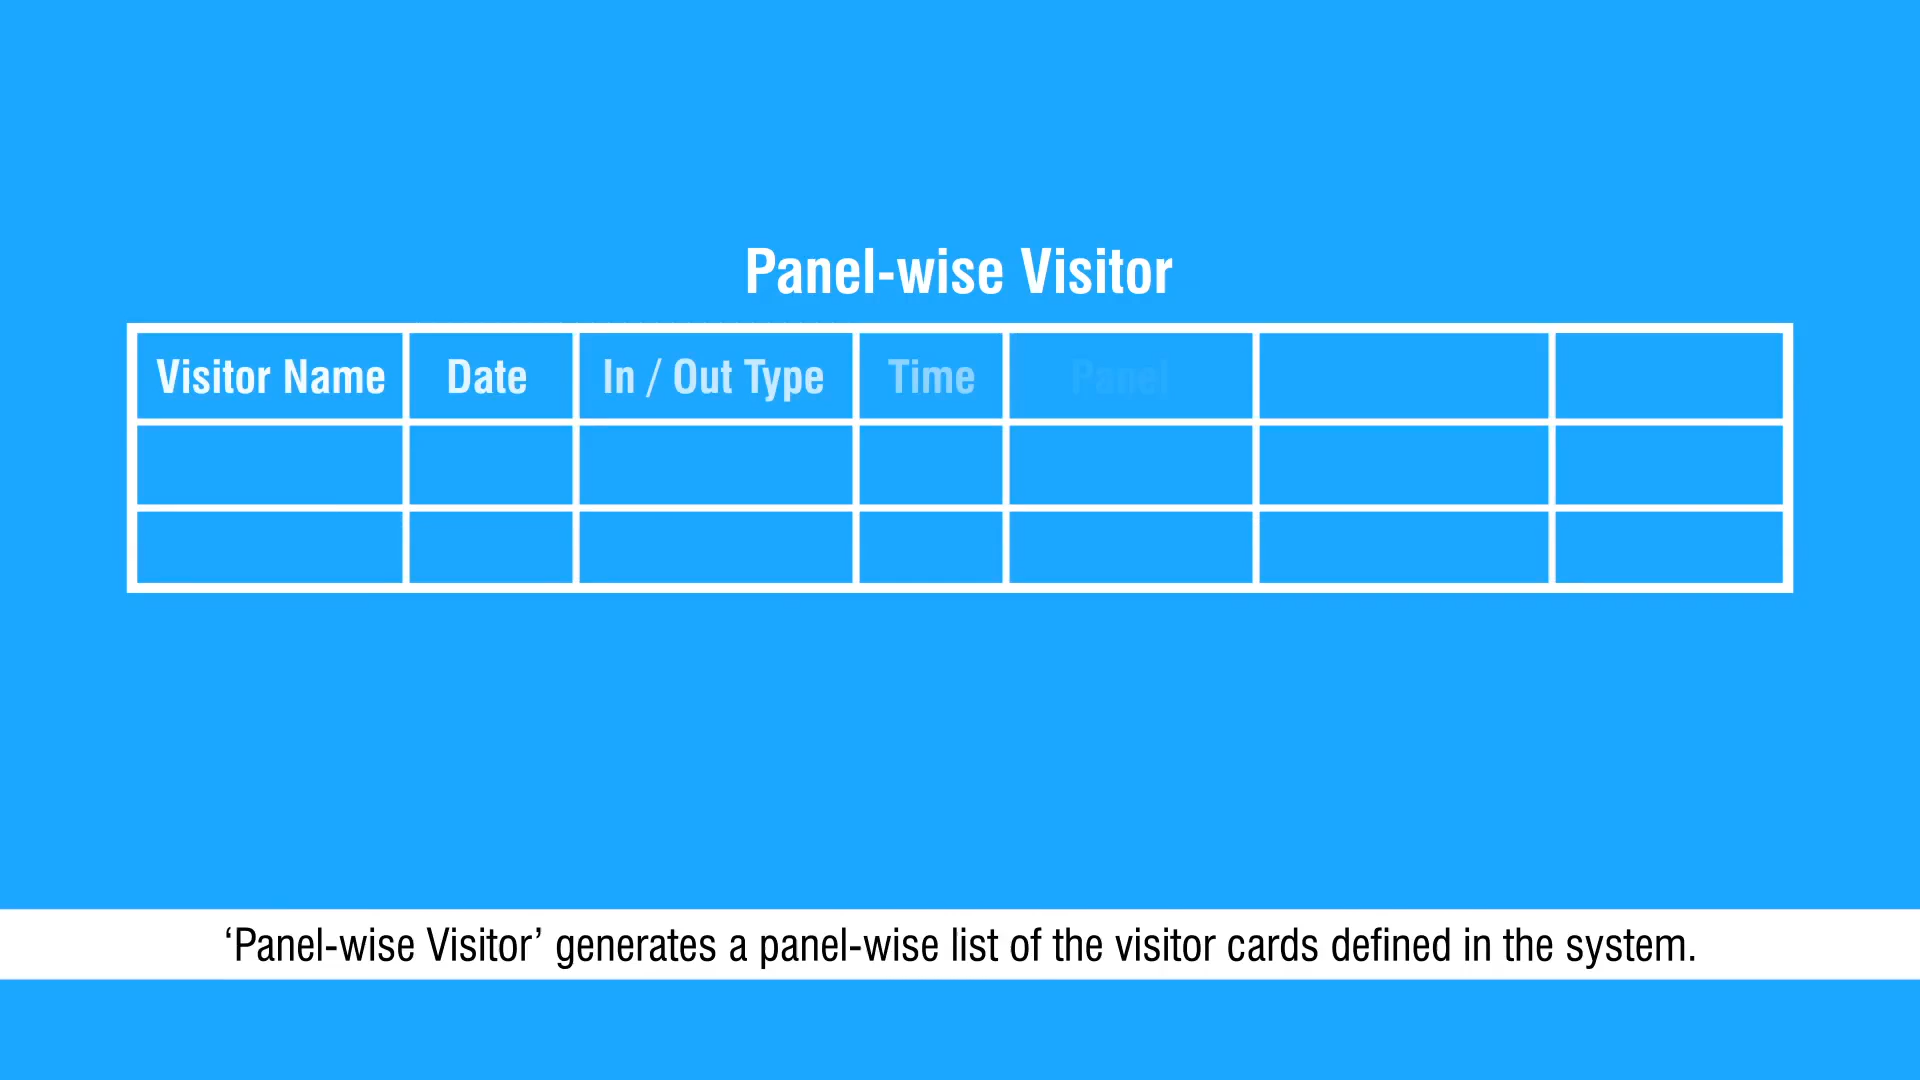 Panel-wise Visitor
Visitor Name Date In / Out Type Time Panel
‘Panel-wise Visitor’ generates a panel-wise list of the visitor cards defined in the system.